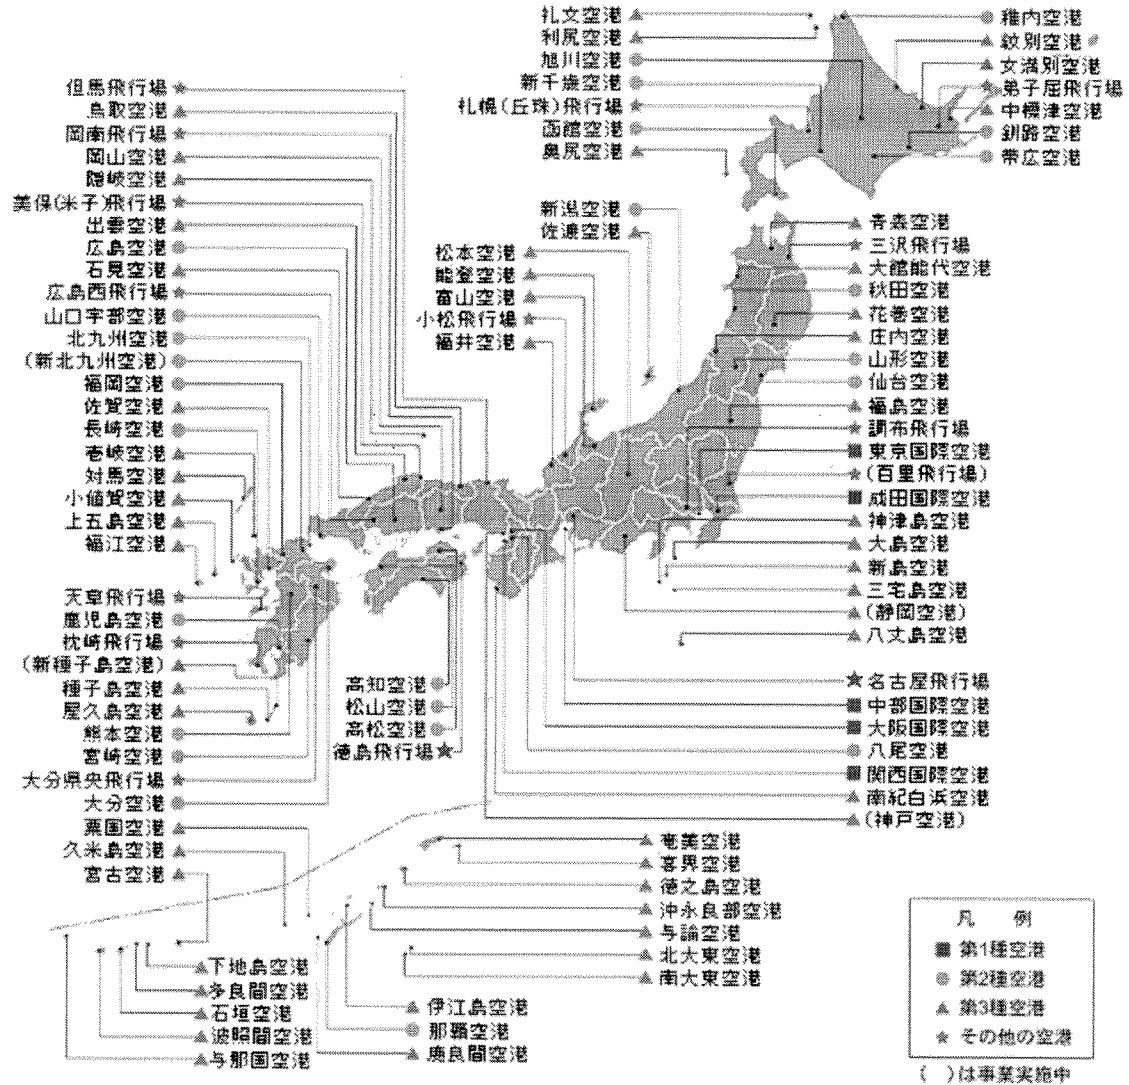 礼文空港
利尻空港
旭川空港
新千歳空港
札幌(丘珠)飛行場
函館空港
奥尻空港
稚内空港
紋別空港
女満別空港
弟子屈飛行場
中標津空港
釧路空港
帯広空港
但馬飛行場
鳥取空港
岡南飛行場
岡山空港
隠岐空港
美保(米子)飛行場
出雲空港
広島空港
石見空港
広島西飛行場
山口宇部空港
北九州空港
(新北九州空港)
福岡空港
佐賀空港
長崎空港
壱岐空港
対馬空港
小値賀空港
上五島空港
福江空港
天草飛行場
鹿児島空港
枕崎飛行場
(新種子島空港)
種子島空港
屋久島空港
熊本空港
宮崎空港
大分県央飛行場
大分空港
粟国空港
久米島空港
宮古空港
新潟空港
佐渡空港
松本空港
能登空港
富山空港
小松飛行場
福井空港
青森空港
三沢飛行場
大館能代空港
秋田空港
花巻空港
庄内空港
山形空港
仙台空港
福島空港
調布飛行場
東京国際空港
(百里飛行場)
成田国際空港
神津島空港
大島空港
新島空港
三宅島空港
(静岡空港)
八丈島空港
名古屋飛行場
中部国際空港
大阪国際空港
八尾空港
関西国際空港
南紀白浜空港
(神戸空港)
高知空港
松山空港
高松空港
徳島飛行場
奄美空港
喜界空港
徳之島空港
沖永良部空港
与論空港
北大東空港
南大東空港
下地島空港
多良間空港
石垣空港
波照間空港
与那国空港
伊江島空港
那覇空港
慶良間空港
凡 例
第1種空港
第2種空港
第3種空港
その他の空港
( )は事業実施中